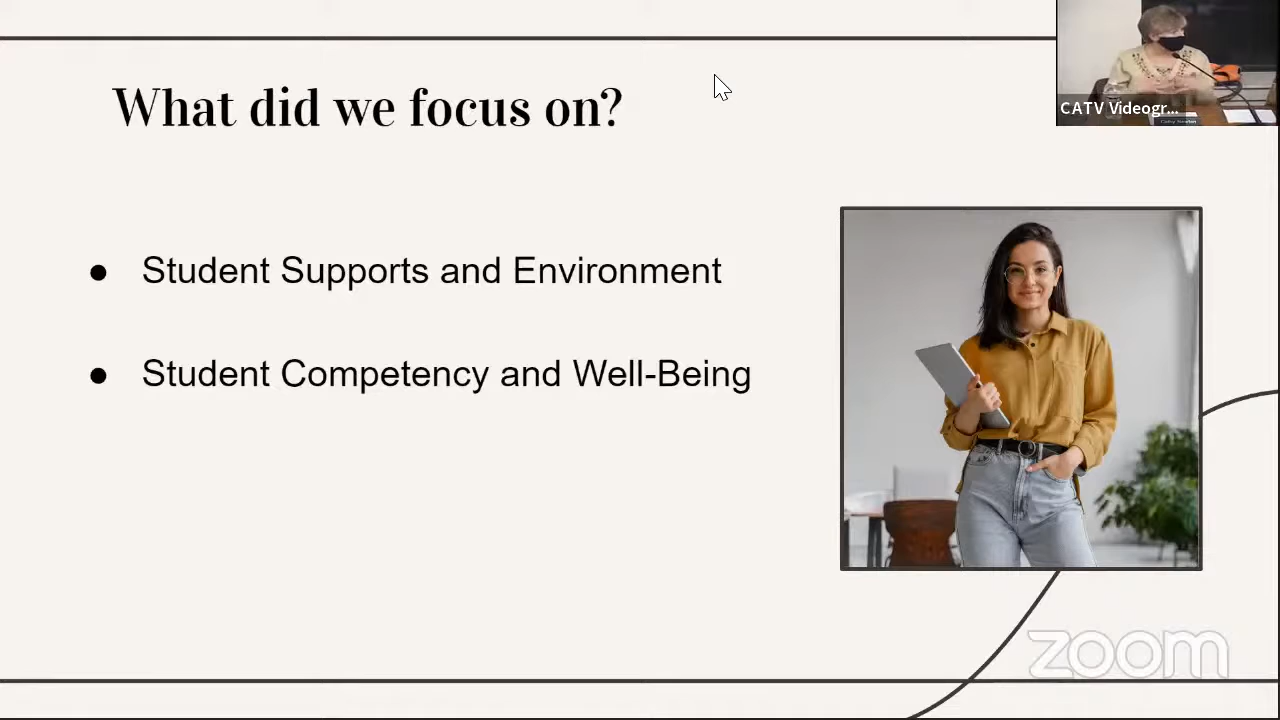 What did we focus on?
CATV Videogr...
● Student Supports and Environment
● Student Competency and Well-Being
zoom